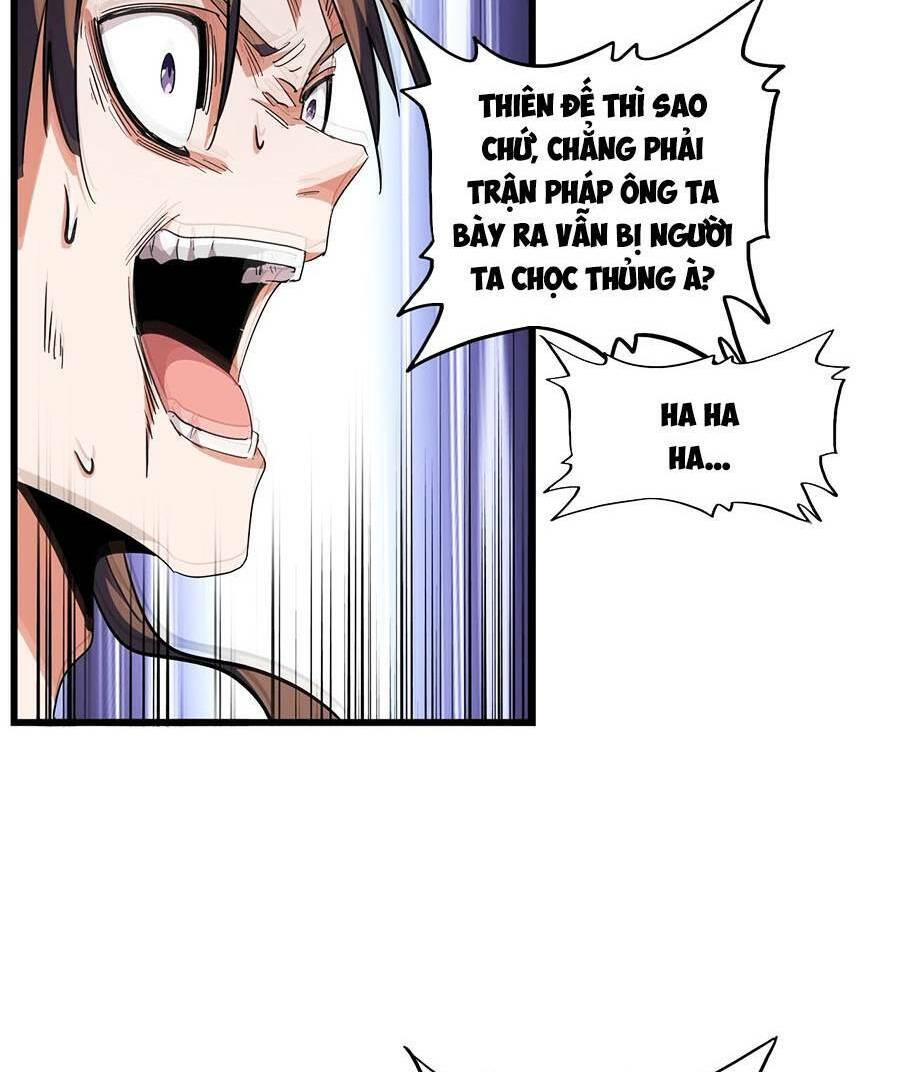 THIÊN ĐẾ THÌ SAO
CHỨ, CHẲNG PHẢI
TRẬN PHÁP ÔNG TA
BÀY RA VẪN BỊ NGƯỜI
TA CHỌC THỦNG À?
HA HA
HA...